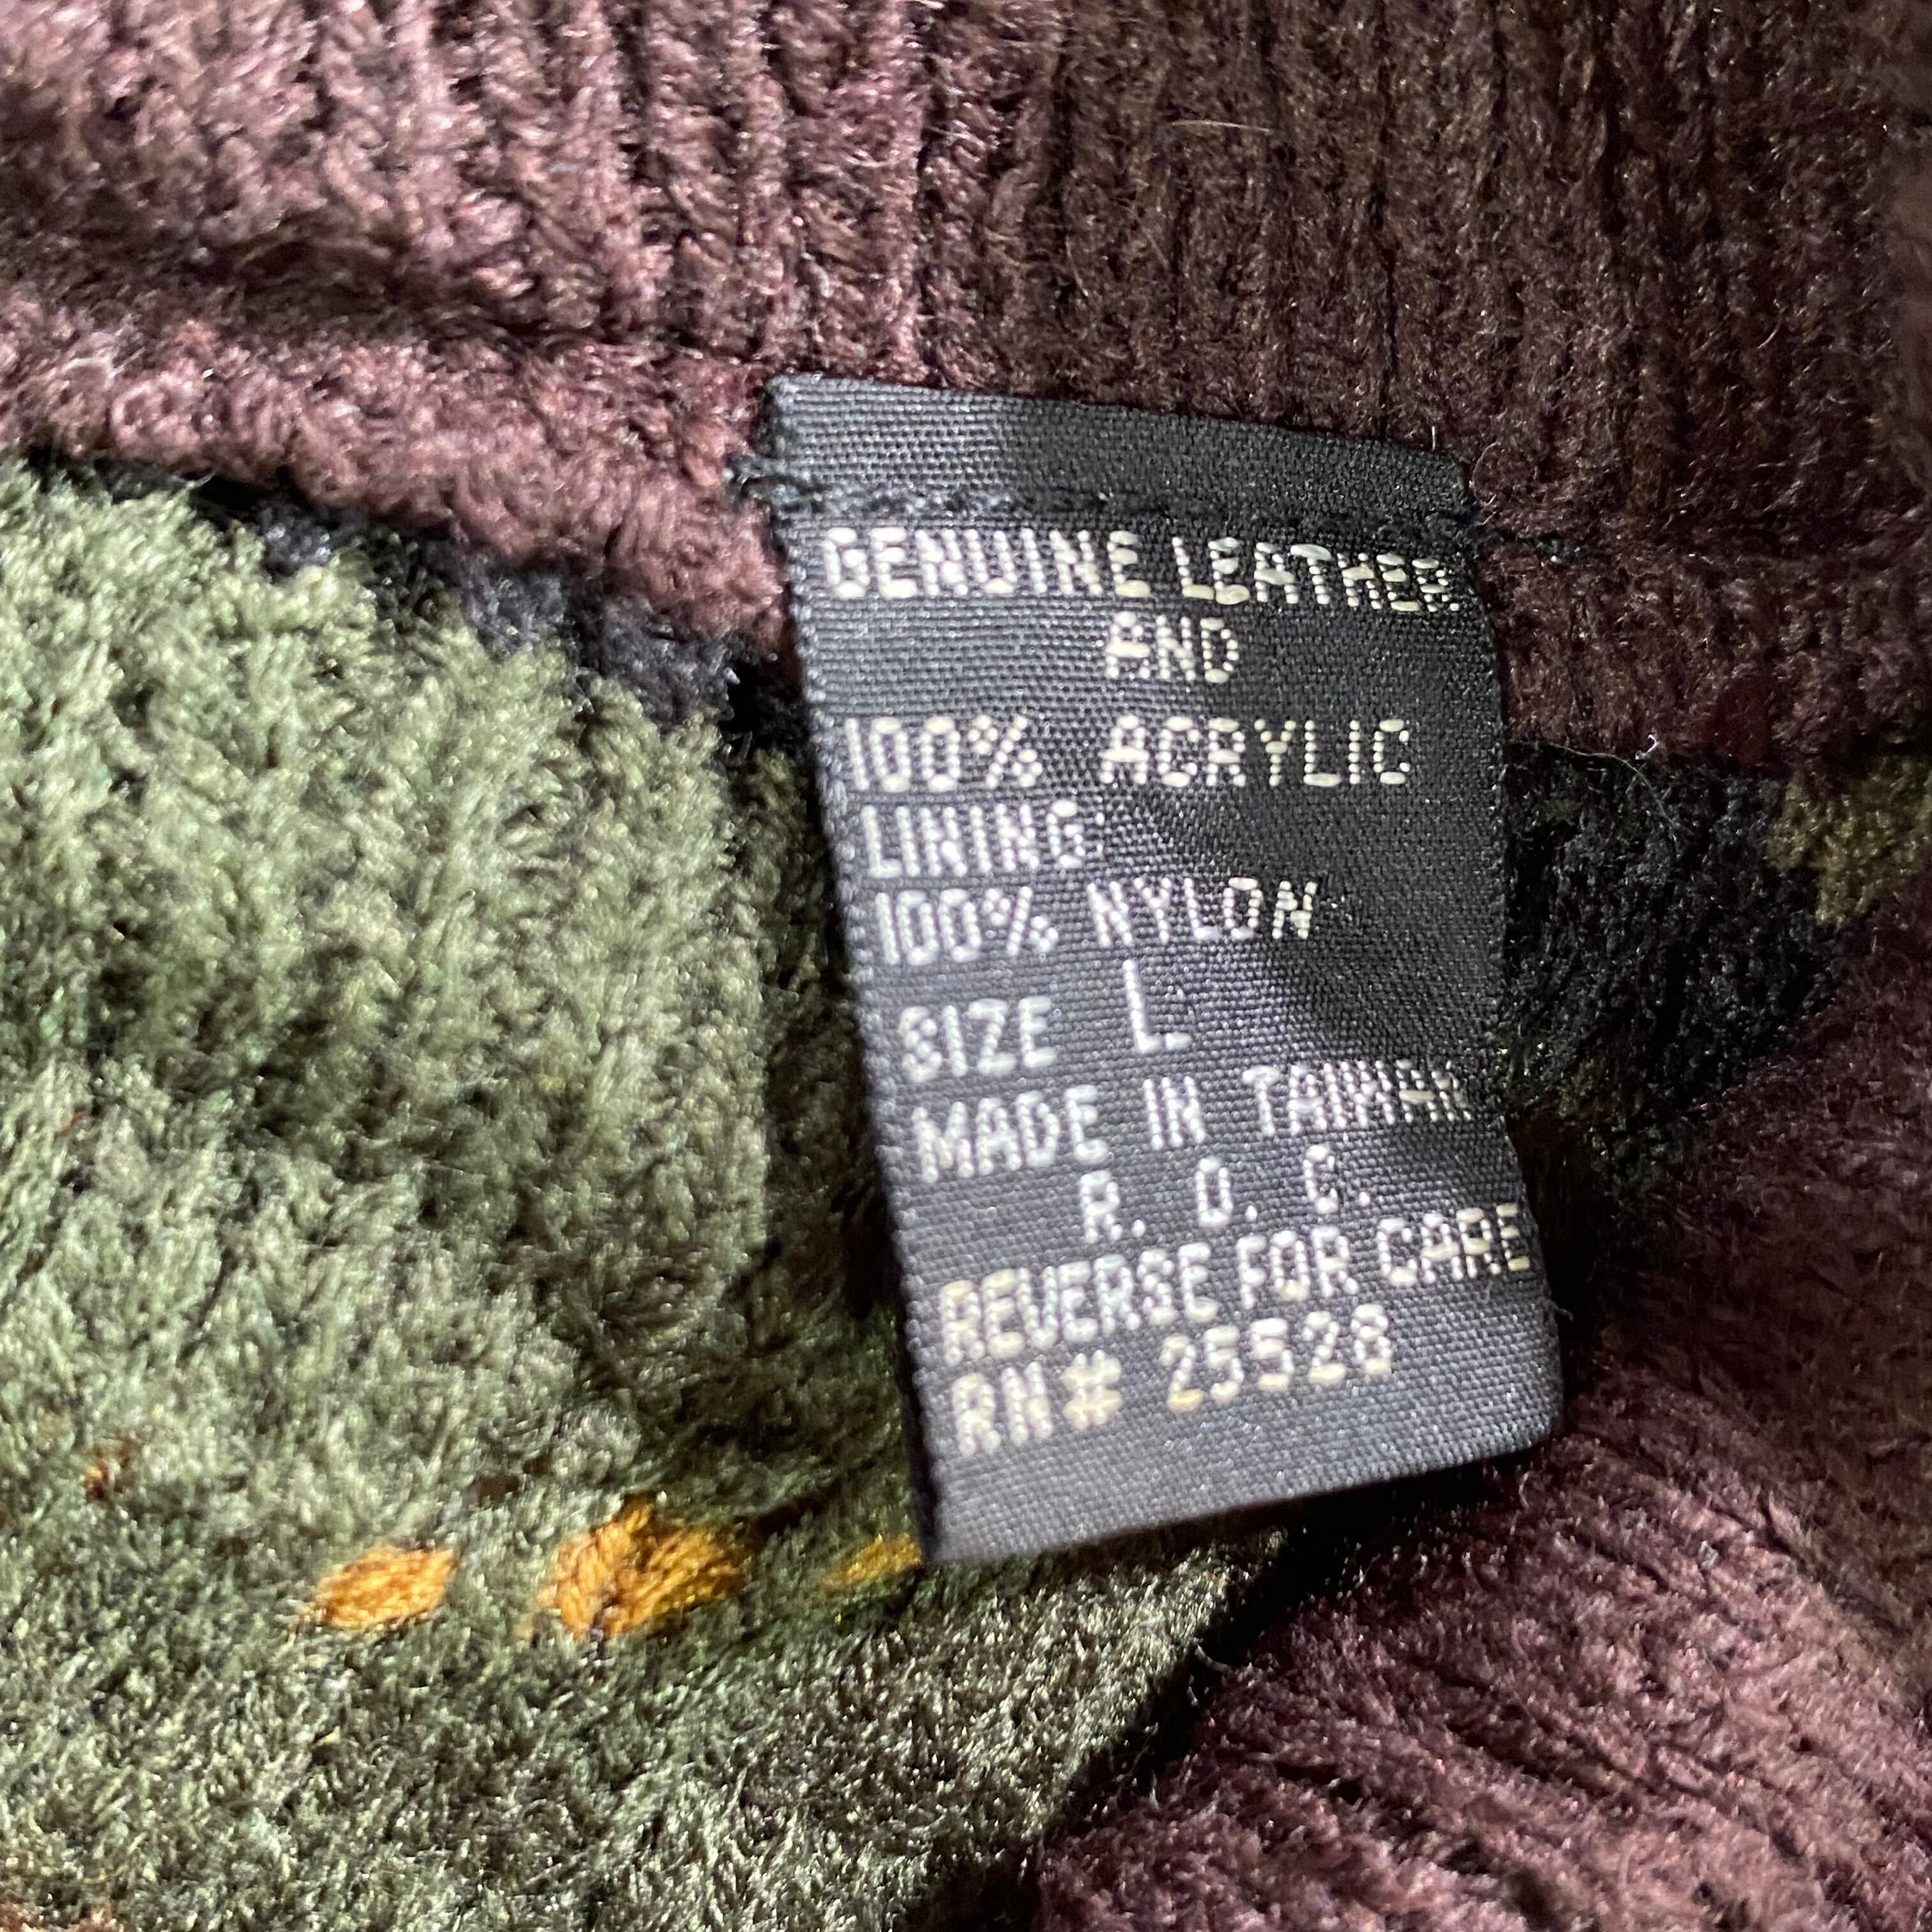 GENUINE LEATHER
AND
100% ACRYLIC
LINING
100% NYLON
SIZE L
MADE IN TAIWAN
R. O. C.
REVERSE FOR CARE
RN# 25528